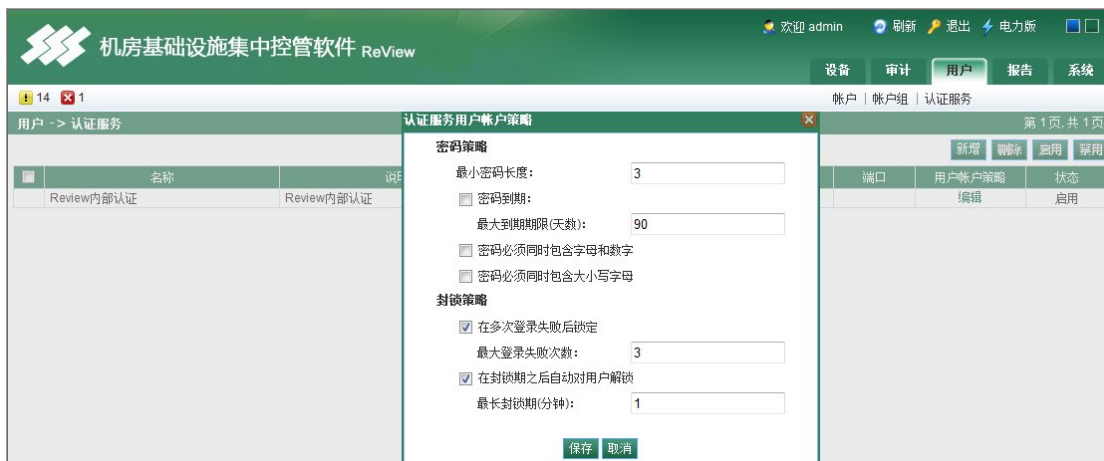 机房基础设施集中控管软件 ReView
欢迎 admin 刷新 退出 电力版
设备 审计 用户 报告 系统
14 1
帐户 | 帐户组 | 认证服务
用户 -> 认证服务
第 1页,共 1页
新增 删除 启用 禁用
名称 端口 用户帐户策略 状态
Review内部认证 Review内部认证 编辑 启用
认证服务用户帐户策略
密码策略
最小密码长度: 3
密码到期:
最大到期期限(天数): 90
密码必须同时包含字母和数字
密码必须同时包含大小写字母
封锁策略
在多次登录失败后锁定
最大登录失败次数: 3
在封锁期之后自动对用户解锁
最长封锁期(分钟): 1
保存 取消